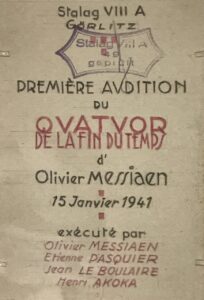 Stalag VIII A
GÖRLITZ
Stalag VIII A
49
geprüft
PREMIÈRE AVDITION
DU
QVATVOR
DE LA FIN DU TEMPS
d'
Olivier Messiaen
15 Janvier 1941
exécuté par
Olivier MESSIAEN
Etienne PASQUIER
Jean LE BOULAIRE
Henri AKOKA